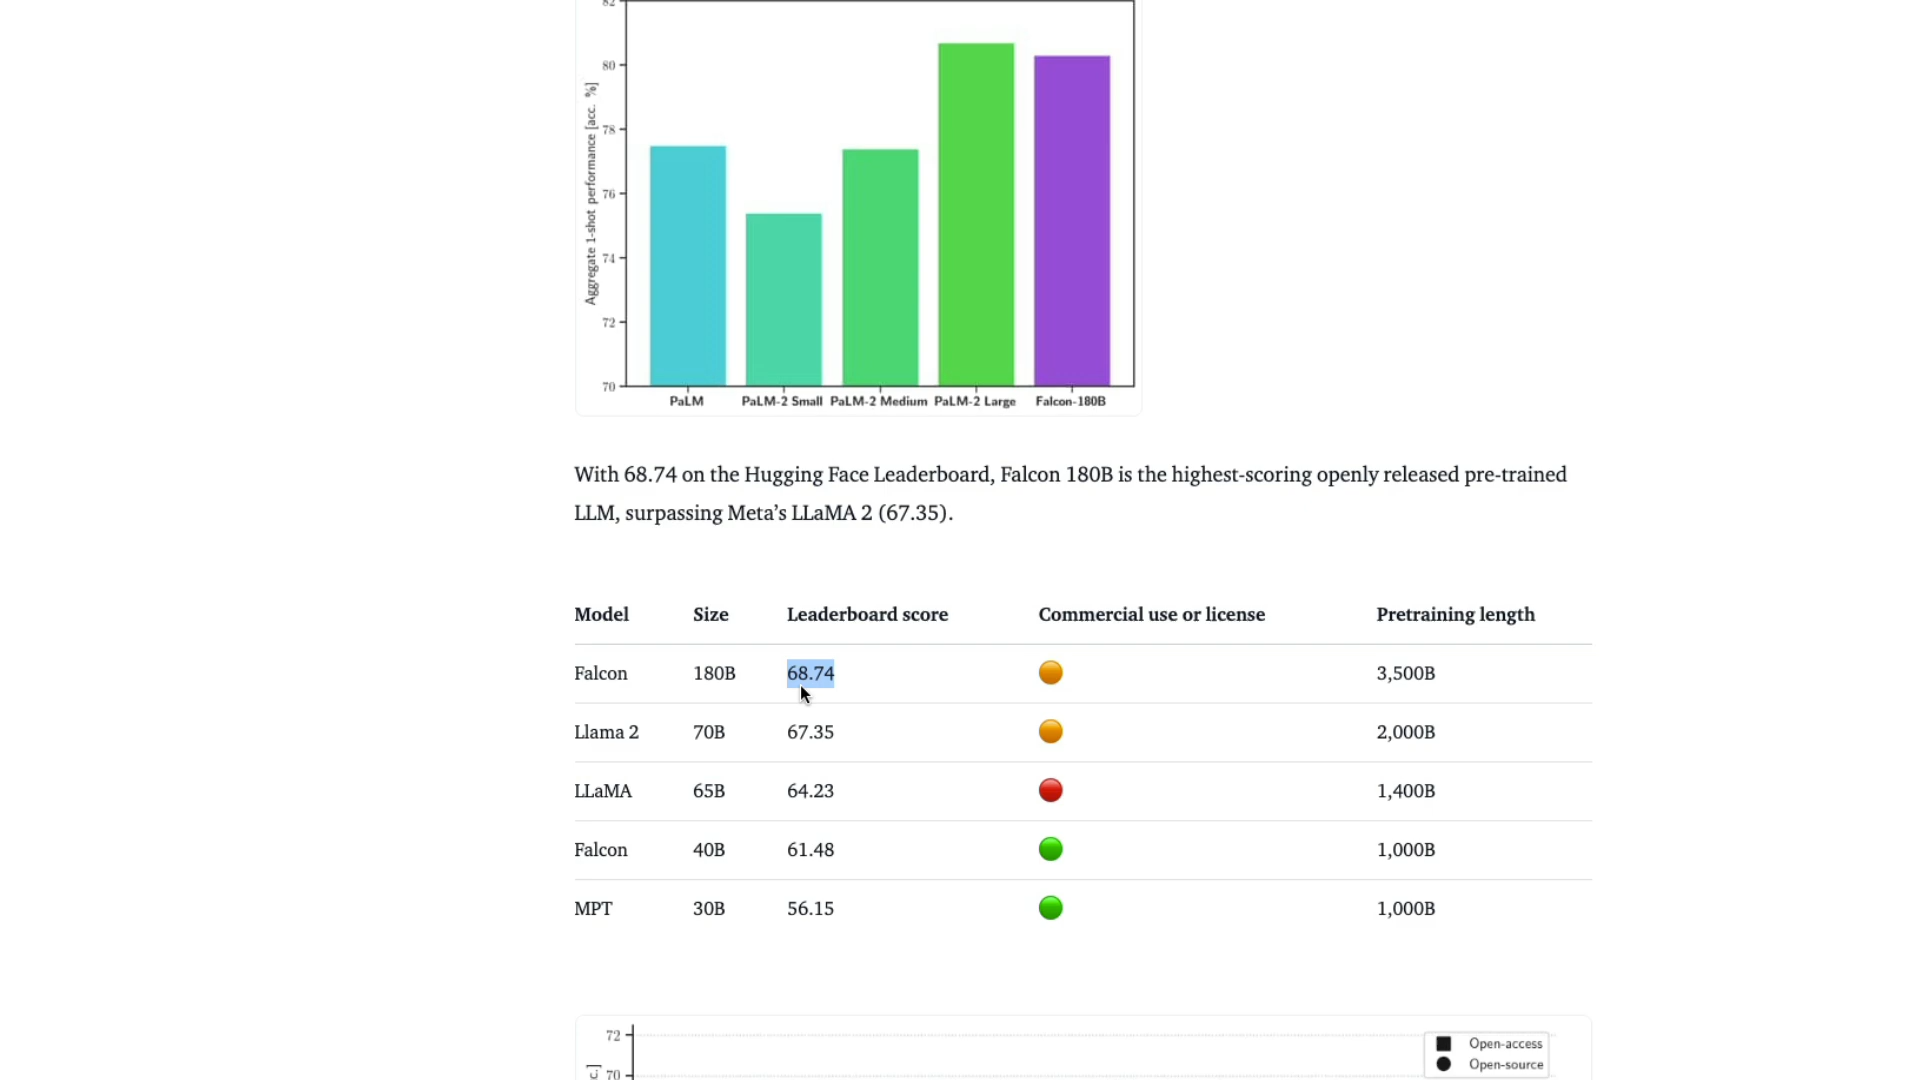 82
80
78
76
74
72
70
Aggregate 1-shot performance [acc. %]
PaLM PaLM-2 Small PaLM-2 Medium PaLM-2 Large Falcon-180B
With 68.74 on the Hugging Face Leaderboard, Falcon 180B is the highest-scoring openly released pre-trained
LLM, surpassing Meta’s LLaMA 2 (67.35).
Model Size Leaderboard score Commercial use or license Pretraining length
Falcon 180B 68.74 3,500B
Llama 2 70B 67.35 2,000B
LLaMA 65B 64.23 1,400B
Falcon 40B 61.48 1,000B
MPT 30B 56.15 1,000B
72
Open-access
Open-source
70
c.]